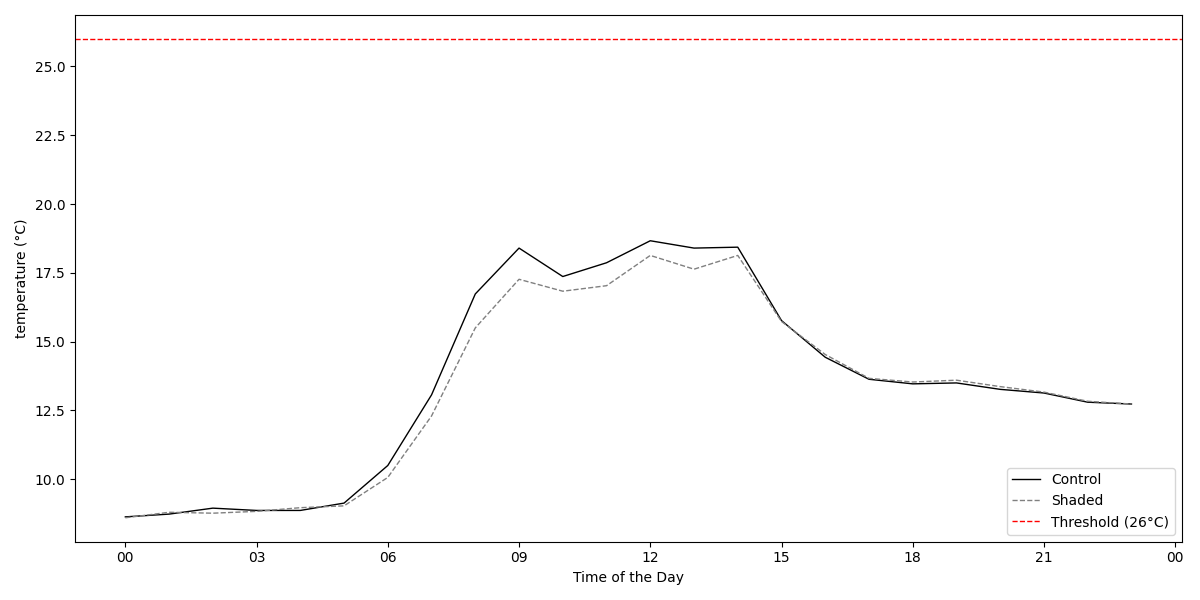 25.0
22.5
20.0
17.5
15.0
12.5
10.0
temperature (°C)
00 03 06 09 12 15 18 21 00
Time of the Day
Control
Shaded
Threshold (26°C)